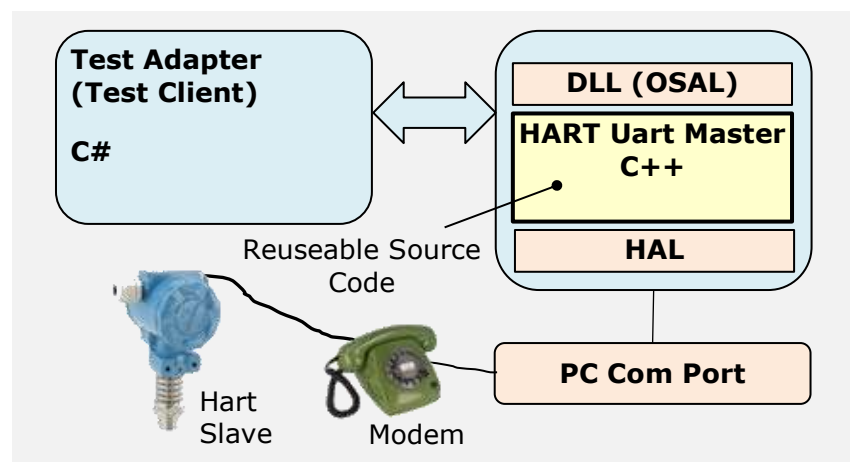 Test Adapter
(Test Client)
C#
DLL (OSAL)
HART Uart Master
C++
Reuseable Source
Code
HAL
PC Com Port
Hart
Slave
Modem